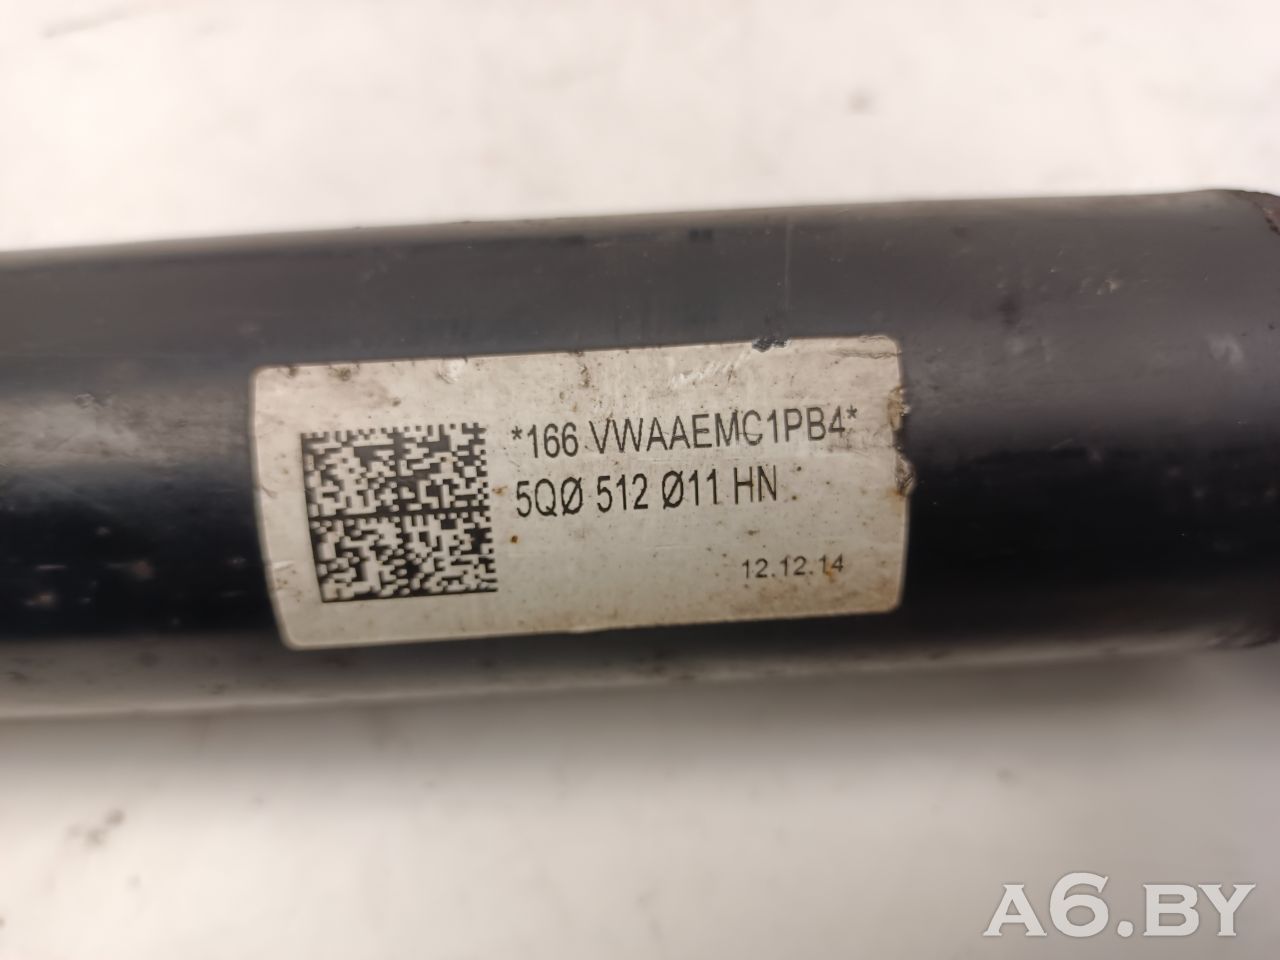 *166 VWAAEMC1PB4*
5QØ 512 Ø11 HN
12.12.14
A6.BY